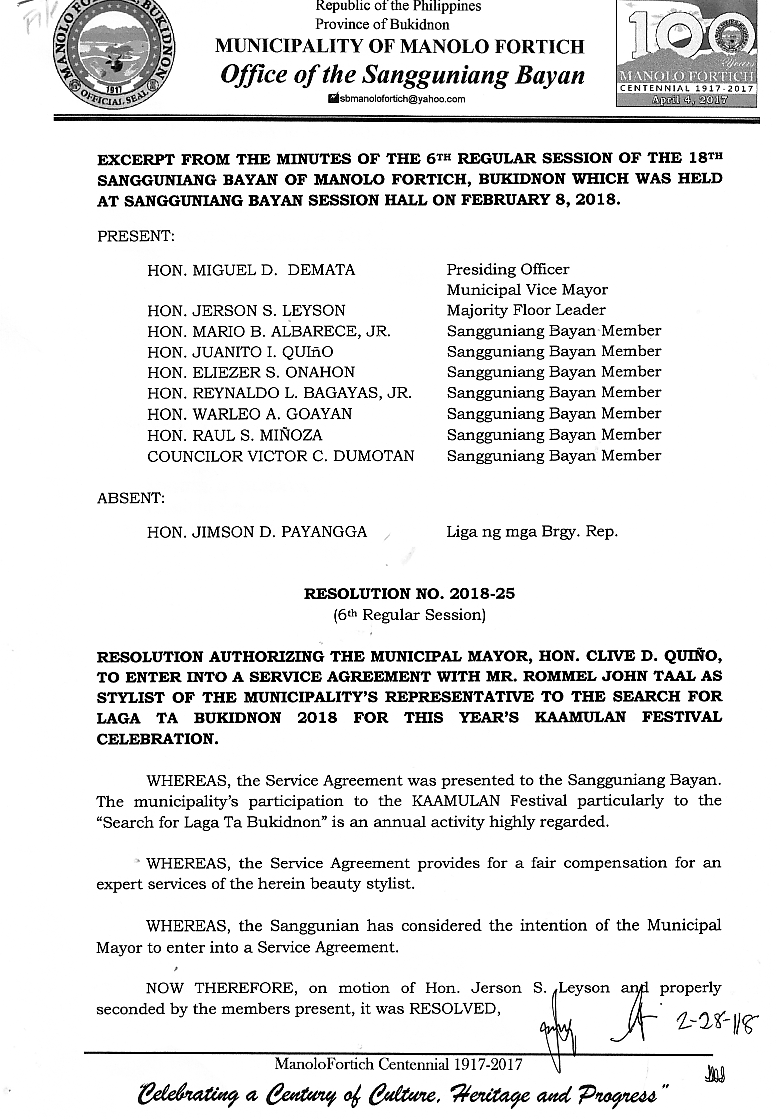 Republic of the Philippines
Province of Bukidnon
MUNICIPALITY OF MANOLO FORTICH
Office of the Sangguniang Bayan
sbmanolofortich@yahoo.com
1917
OFFICIAL SEAL
100
Years
MANOLO FORTICH
CENTENNIAL 1917-2017
April 4, 2017
EXCERPT FROM THE MINUTES OF THE 6TH REGULAR SESSION OF THE 18TH
SANGGUNIANG BAYAN OF MANOLO FORTICH, BUKIDNON WHICH WAS HELD
AT SANGGUNIANG BAYAN SESSION HALL ON FEBRUARY 8, 2018.
PRESENT:
HON. MIGUEL D. DEMATA Presiding Officer
Municipal Vice Mayor
HON. JERSON S. LEYSON Majority Floor Leader
HON. MARIO B. ALBARECE, JR. Sangguniang Bayan Member
HON. JUANITO I. QUIñO Sangguniang Bayan Member
HON. ELIEZER S. ONAHON Sangguniang Bayan Member
HON. REYNALDO L. BAGAYAS, JR. Sangguniang Bayan Member
HON. WARLEO A. GOAYAN Sangguniang Bayan Member
HON. RAUL S. MIÑOZA Sangguniang Bayan Member
COUNCILOR VICTOR C. DUMOTAN Sangguniang Bayan Member
ABSENT:
HON. JIMSON D. PAYANGGA Liga ng mga Brgy. Rep.
RESOLUTION NO. 2018-25
(6th Regular Session)
RESOLUTION AUTHORIZING THE MUNICIPAL MAYOR, HON. CLIVE D. QUIÑO,
TO ENTER INTO A SERVICE AGREEMENT WITH MR. ROMMEL JOHN TAAL AS
STYLIST OF THE MUNICIPALITY'S REPRESENTATIVE TO THE SEARCH FOR
LAGA TA BUKIDNON 2018 FOR THIS YEAR'S KAAMULAN FESTIVAL
CELEBRATION.
WHEREAS, the Service Agreement was presented to the Sangguniang Bayan.
The municipality's participation to the KAAMULAN Festival particularly to the
"Search for Laga Ta Bukidnon" is an annual activity highly regarded.
WHEREAS, the Service Agreement provides for a fair compensation for an
expert services of the herein beauty stylist.
WHEREAS, the Sanggunian has considered the intention of the Municipal
Mayor to enter into a Service Agreement.
NOW THEREFORE, on motion of Hon. Jerson S. Leyson and properly
seconded by the members present, it was RESOLVED,
2-28-18
ManoloFortich Centennial 1917-2017
"Celebrating a Century of Culture, Heritage and Progress"